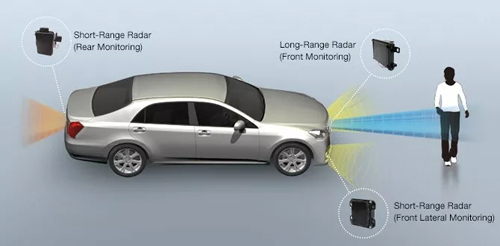 Short-Range Radar
(Rear Monitoring)
Long-Range Radar
(Front Monitoring)
Short-Range Radar
(Front Lateral Monitoring)